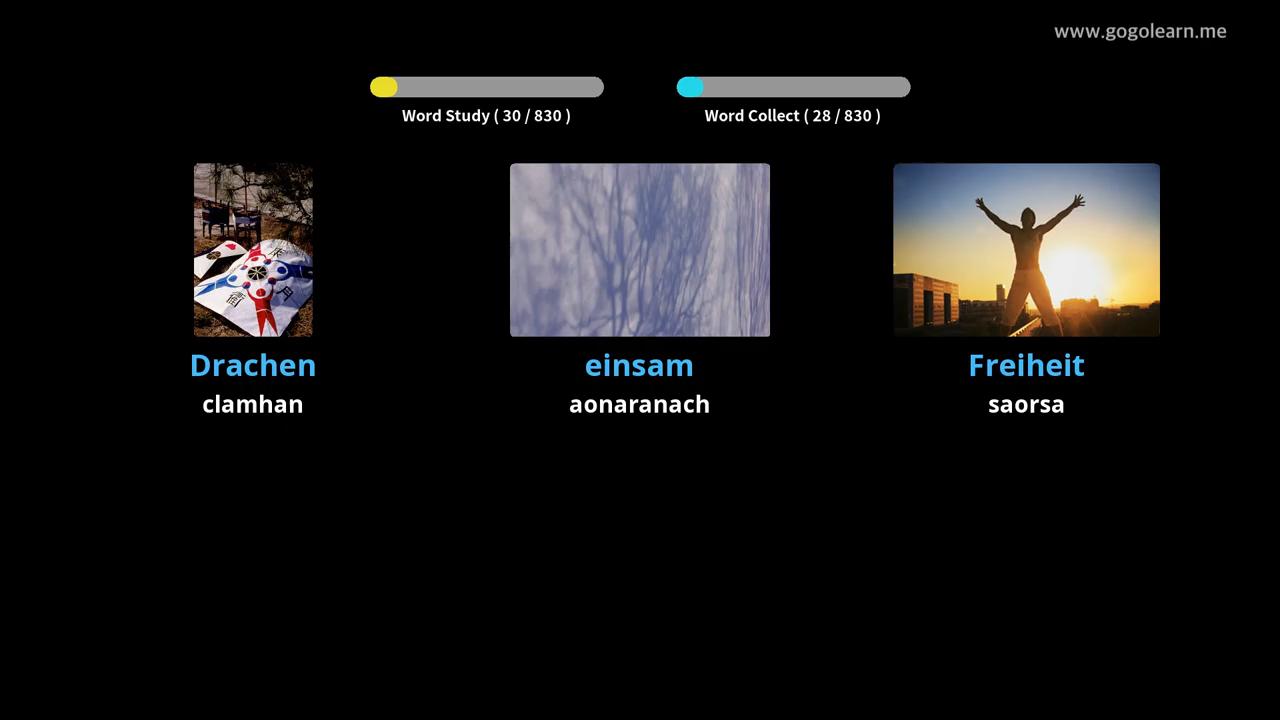 www.gogolearn.me
Word Study ( 30 / 830 )
Word Collect ( 28 / 830 )
Drachen
clamhan
einsam
aonaranach
Freiheit
saorsa